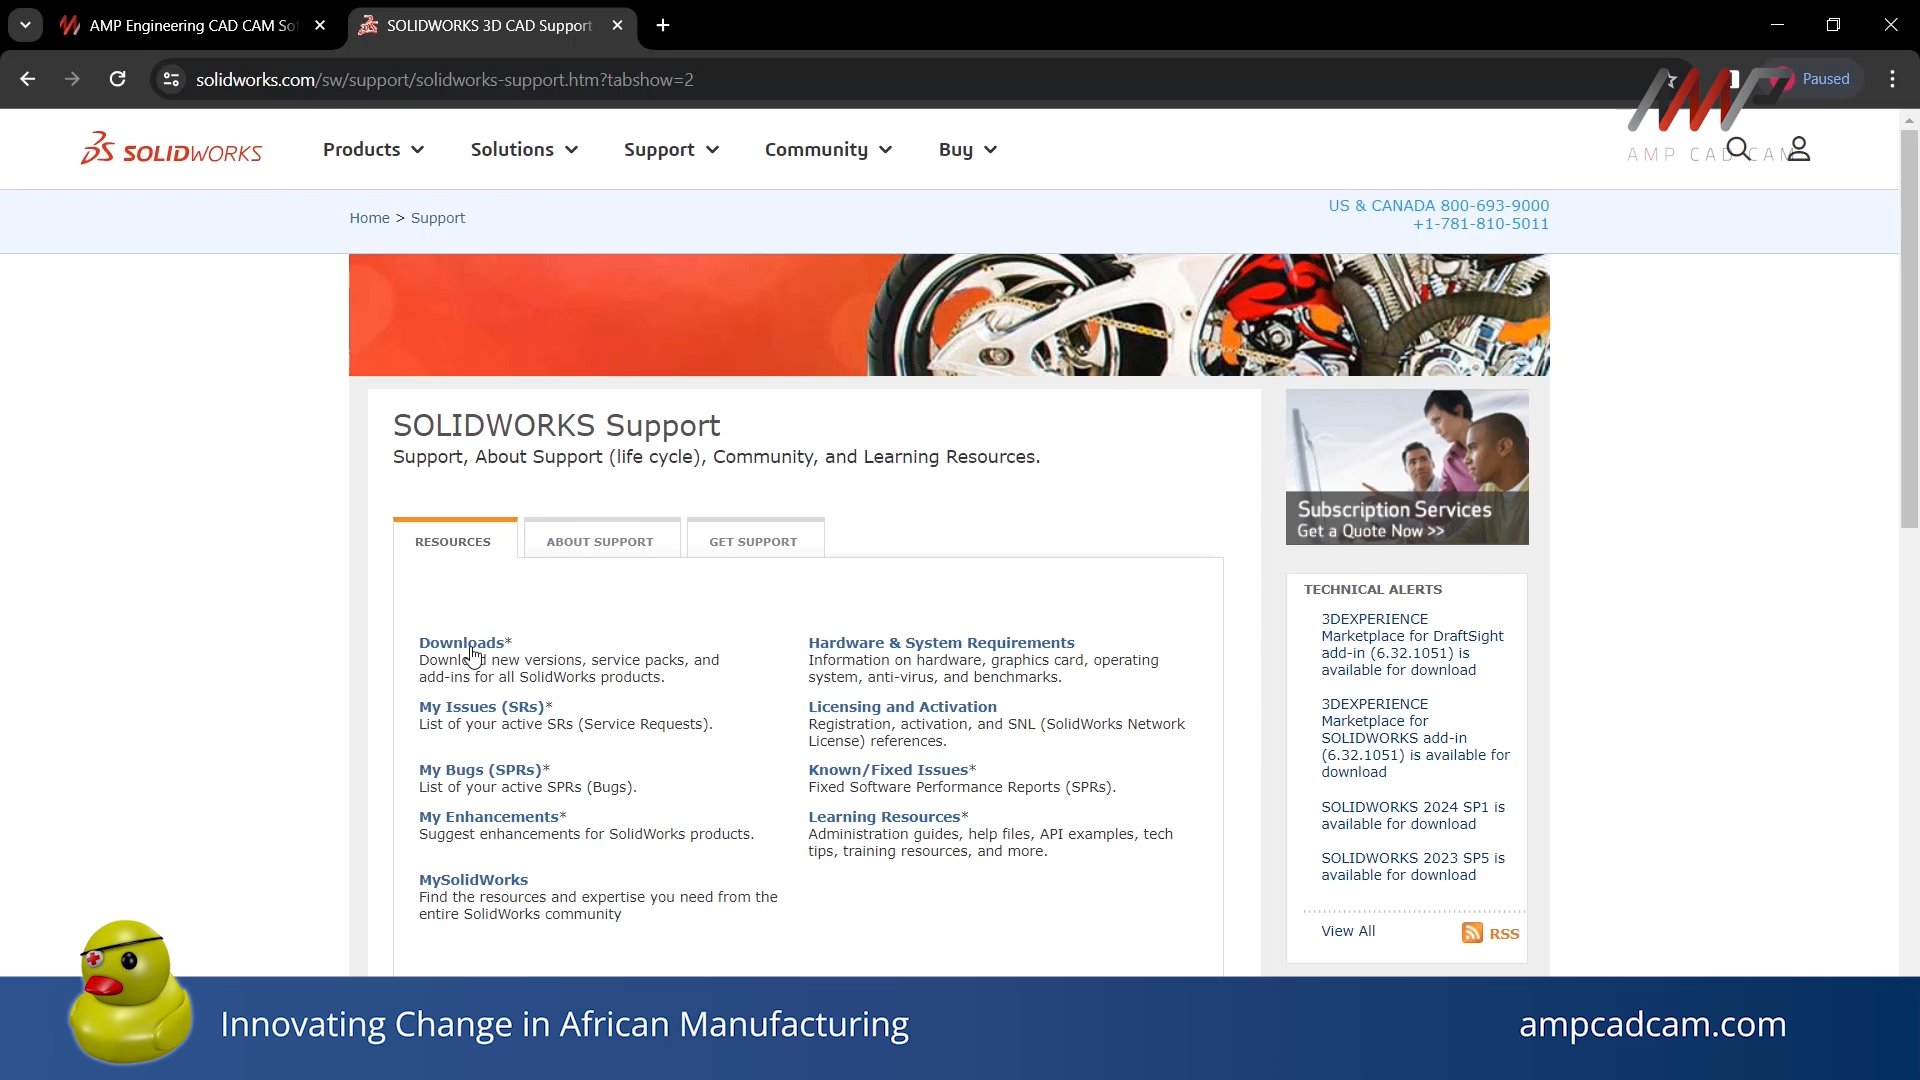 AMP Engineering CAD CAM So
SOLIDWORKS 3D CAD Support
solidworks.com/sw/support/solidworks-support.htm?tabshow=2
Paused
AMP
AMP CAD CAM
SOLIDWORKS
Products
Solutions
Support
Community
Buy
Home > Support
US & CANADA 800-693-9000
+1-781-810-5011
SOLIDWORKS Support
Support, About Support (life cycle), Community, and Learning Resources.
Subscription Services
Get a Quote Now >>
RESOURCES
ABOUT SUPPORT
GET SUPPORT
Downloads*
Download new versions, service packs, and
add-ins for all SolidWorks products.
My Issues (SRs)*
List of your active SRs (Service Requests).
My Bugs (SPRs)*
List of your active SPRs (Bugs).
My Enhancements*
Suggest enhancements for SolidWorks products.
MySolidWorks
Find the resources and expertise you need from the
entire SolidWorks community
Hardware & System Requirements
Information on hardware, graphics card, operating
system, anti-virus, and benchmarks.
Licensing and Activation
Registration, activation, and SNL (SolidWorks Network
License) references.
Known/Fixed Issues*
Fixed Software Performance Reports (SPRs).
Learning Resources*
Administration guides, help files, API examples, tech
tips, training resources, and more.
TECHNICAL ALERTS
3DEXPERIENCE
Marketplace for DraftSight
add-in (6.32.1051) is
available for download
3DEXPERIENCE
Marketplace for
SOLIDWORKS add-in
(6.32.1051) is available for
download
SOLIDWORKS 2024 SP1 is
available for download
SOLIDWORKS 2023 SP5 is
available for download
View All
RSS
Innovating Change in African Manufacturing
ampcadcam.com